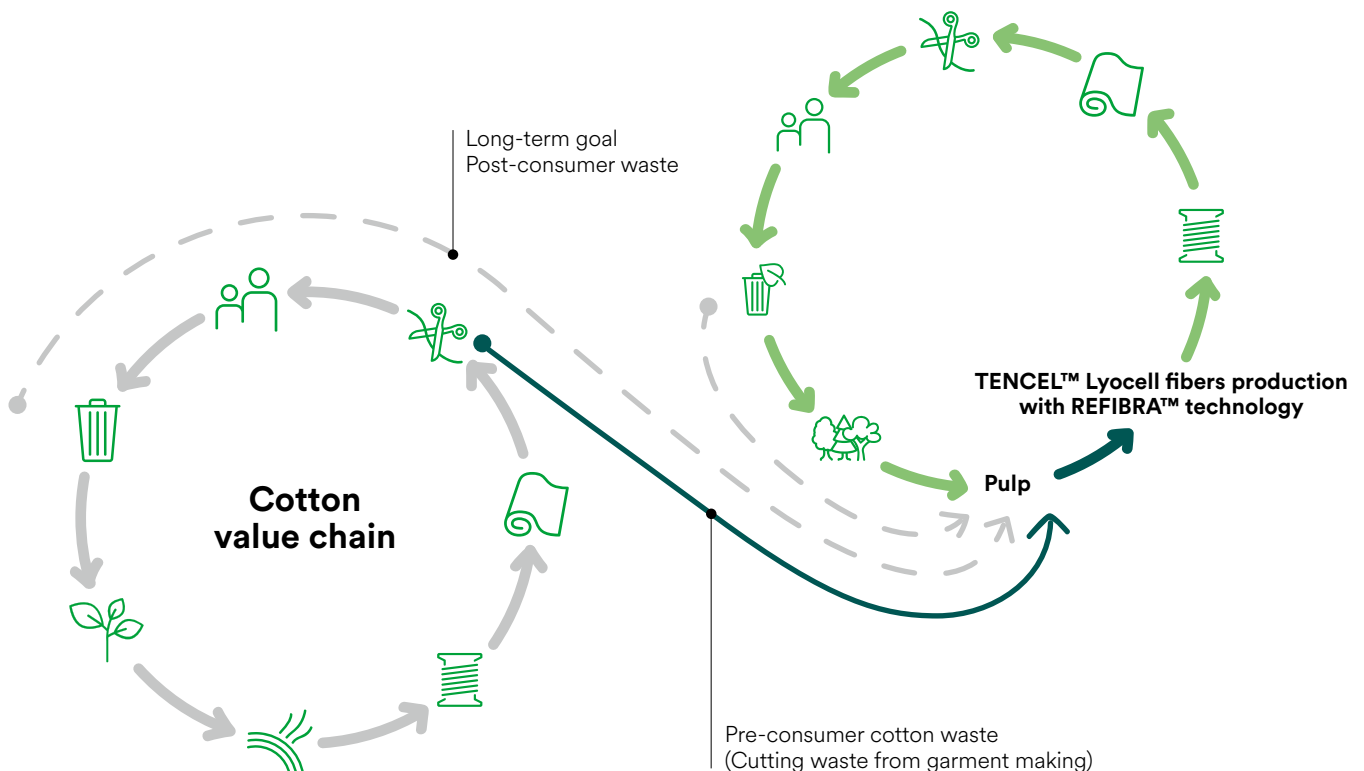 Long-term goal
Post-consumer waste
TENCEL™ Lyocell fibers production
with REFIBRA™ technology
Pulp
Cotton
value chain
Pre-consumer cotton waste
(Cutting waste from garment making)